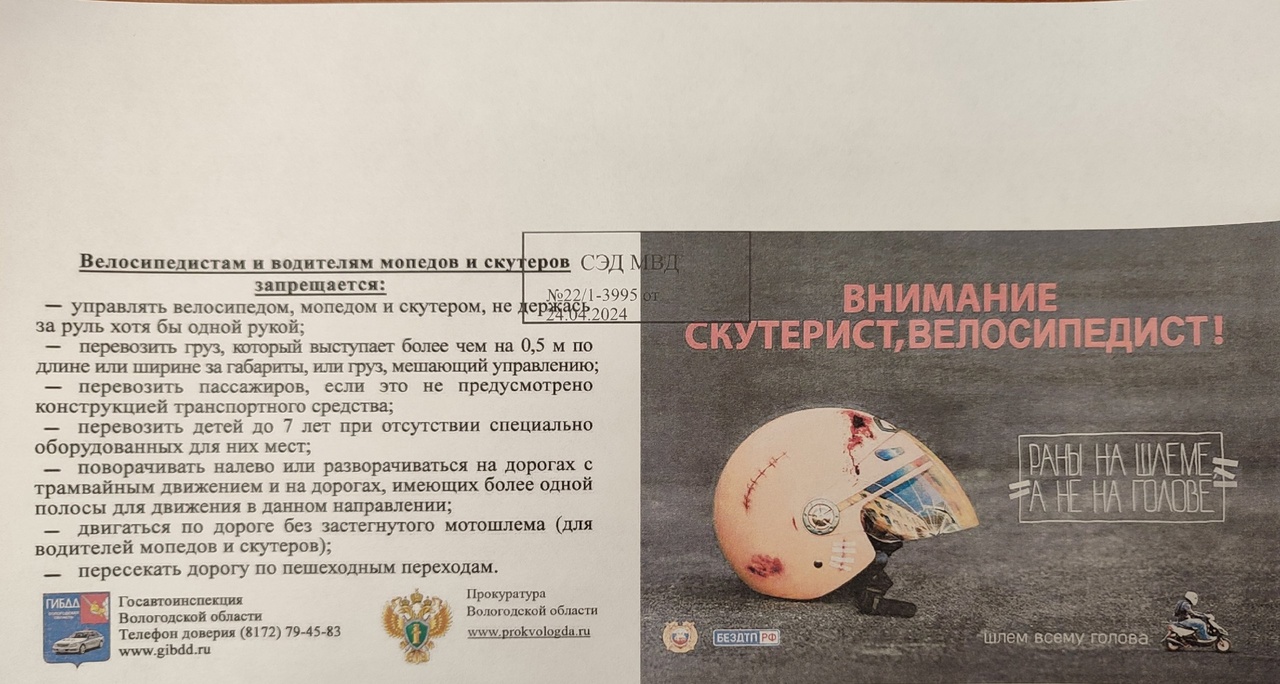 Велосипедистам и водителям мопедов и скутеров
запрещается:
— управлять велосипедом, мопедом и скутером, не держась
за руль хотя бы одной рукой;
— перевозить груз, который выступает более чем на 0,5 м по
длине или ширине за габариты, или груз, мешающий управлению;
— перевозить пассажиров, если это не предусмотрено
конструкцией транспортного средства;
— перевозить детей до 7 лет при отсутствии специально
оборудованных для них мест;
— поворачивать налево или разворачиваться на дорогах с
трамвайным движением и на дорогах, имеющих более одной
полосы для движения в данном направлении;
— двигаться по дороге без застегнутого мотошлема (для
водителей мопедов и скутеров);
— пересекать дорогу по пешеходным переходам.
ГИБДД
Госавтоинспекция
Вологодской области
Телефон доверия (8172) 79-45-83
www.gibdd.ru
Прокуратура
Вологодской области
www.prokvologda.ru
СЭД МВД
№22/1-3995 от
24.04.2024
ВНИМАНИЕ
СКУТЕРИСТ,ВЕЛОСИПЕДИСТ!
РАНЫ НА ШЛЕМЕ
А НЕ НА ГОЛОВЕ
БЕЗДТП РФ
шлем всему голова